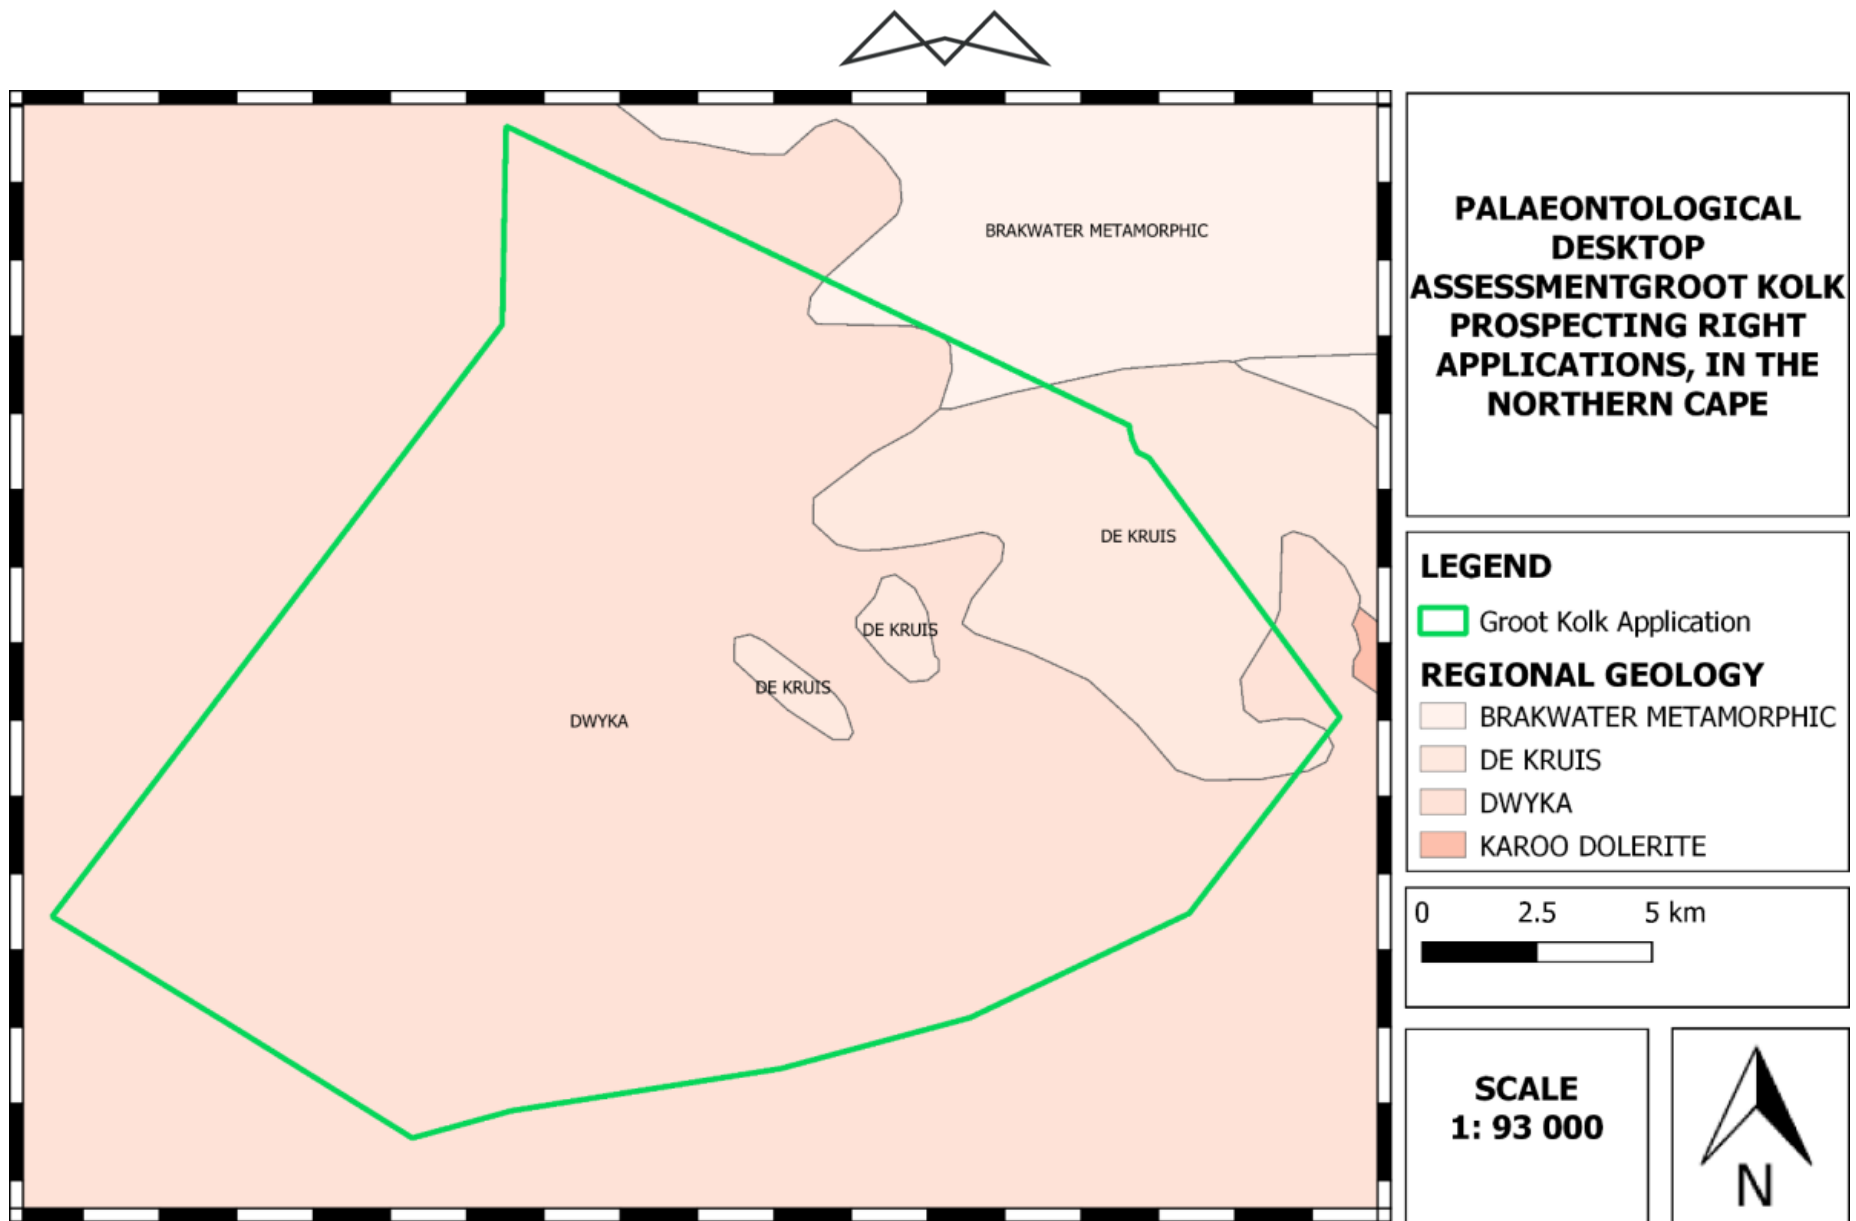 BRAKWATER METAMORPHIC
DE KRUIS
DE KRUIS
DE KRUIS
DWYKA
PALAEONTOLOGICAL
DESKTOP
ASSESSMENTGROOT KOLK
PROSPECTING RIGHT
APPLICATIONS, IN THE
NORTHERN CAPE
LEGEND
Groot Kolk Application
REGIONAL GEOLOGY
BRAKWATER METAMORPHIC
DE KRUIS
DWYKA
KAROO DOLERITE
0 2.5 5 km
SCALE
1: 93 000
N